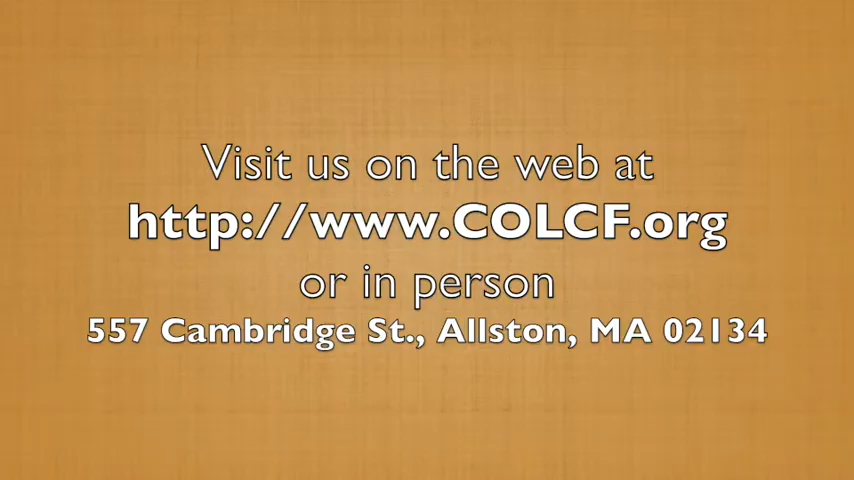 Visit us on the web at
http://www.COLCF.org
or in person
557 Cambridge St., Allston, MA 02134